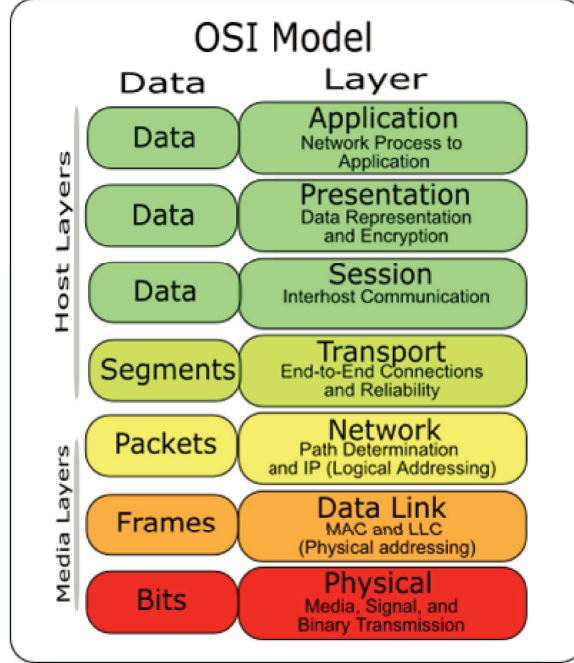 OSI Model
Data Layer
Host Layers
Data
Application
Network Process to
Application
Data
Presentation
Data Representation
and Encryption
Data
Session
Interhost Communication
Segments
Transport
End-to-End Connections
and Reliability
Media Layers
Packets
Network
Path Determination
and IP (Logical Addressing)
Frames
Data Link
MAC and LLC
(Physical addressing)
Bits
Physical
Media, Signal, and
Binary Transmission